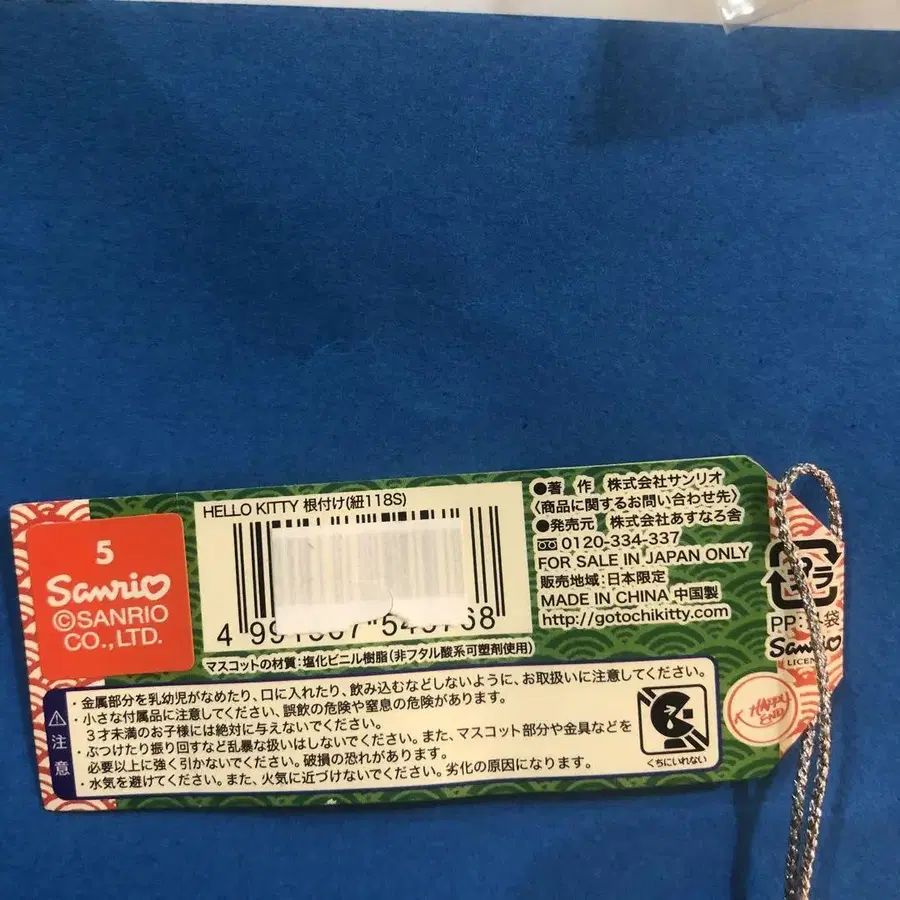 5
Sanrio
©SANRIO
CO.,LTD.
HELLO KITTY 根付け(紐118S)
マスコットの材質:塩化ビニル樹脂(非フタル酸系可塑剤使用)
●著 作 株式会社サンリオ
〈商品に関するお問い合わせ先〉
●発売元 株式会社あすなろ舎
0120-334-337
FOR SALE IN JAPAN ONLY
販売地域:日本限定
MADE IN CHINA 中国製
http://gotochikitty.com
プラ
PP: 袋
Sanrio
LICEN
注意
・金属部分を乳幼児がなめたり、口に入れたり、飲み込むなどしないように、お取扱いに注意してください。
・小さな付属品に注意してください、誤飲の危険や窒息の危険があります。
3才未満のお子様には絶対に与えないでください。
・ぶつけたり振り回すなど乱暴な扱いはしないでください。また、マスコット部分や金具などを
必要以上に強く引かないでください。破損の恐れがあります。
・水気を避けてください。また、火気に近づけないでください。劣化の原因になります。
くちにいれない
HAPPY
END